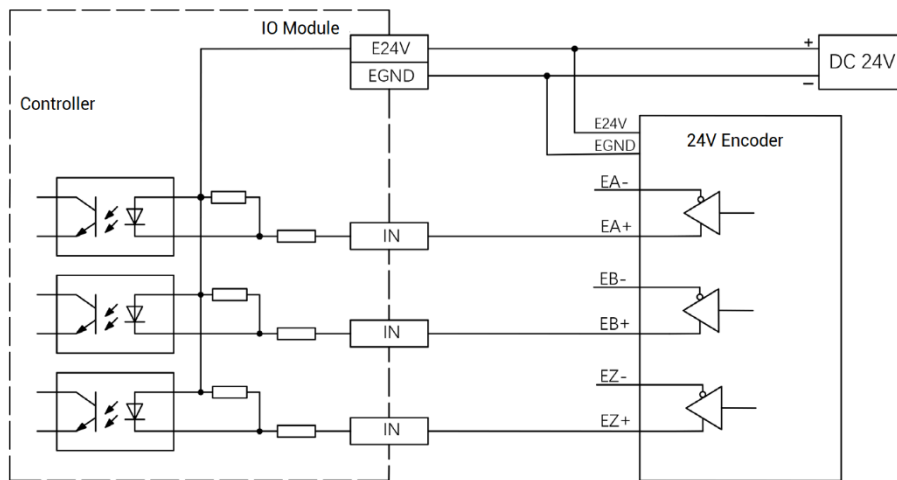 IO Module
E24V
EGND
+
−
DC 24V
Controller
E24V
EGND
24V Encoder
EA-
EA+
IN
EB-
EB+
IN
EZ-
EZ+
IN